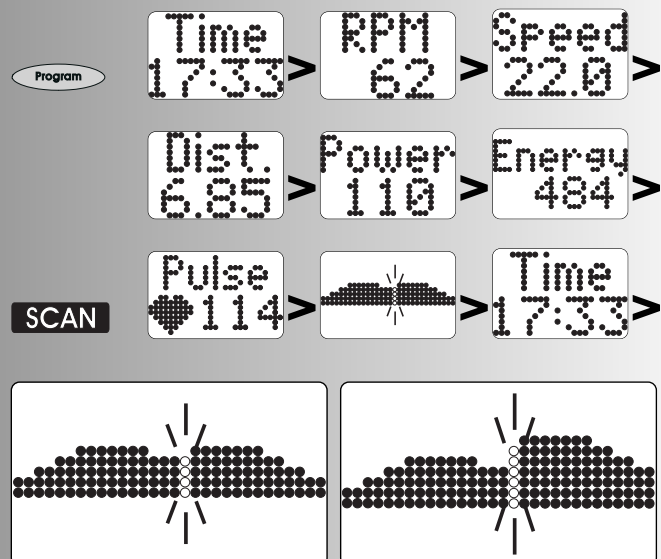 Program
Time > RPM > Speed >
17:33 62 22.0
Dist. > Power > Energy >
6.85 110 484
SCAN
Pulse > > Time >
114 17:33